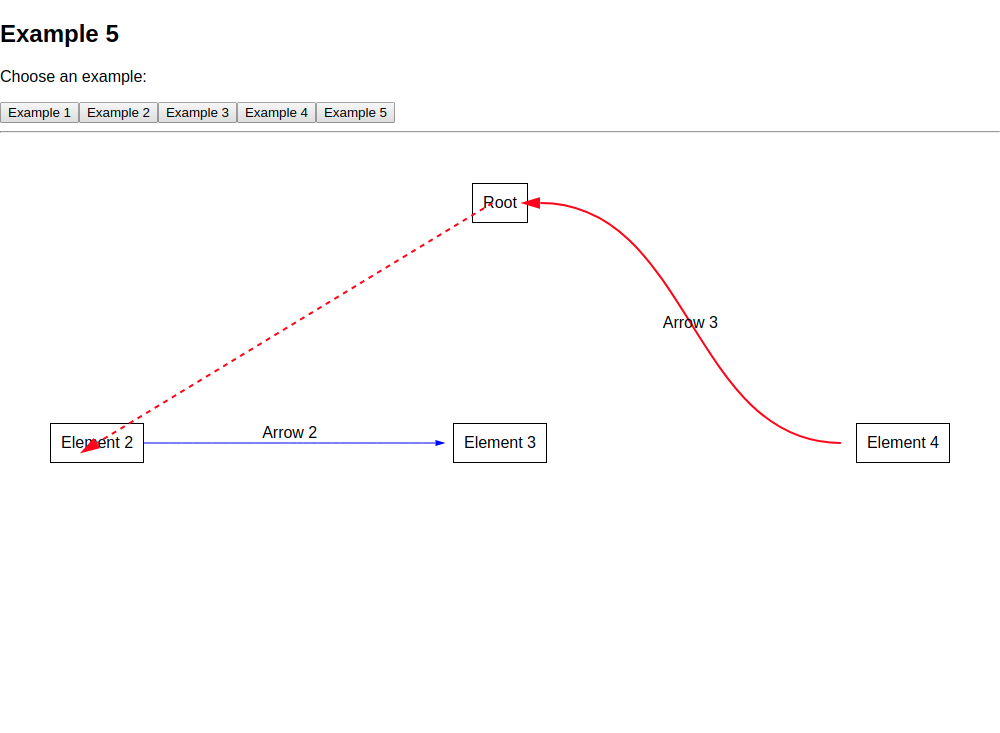 Example 5
Choose an example:
Example 1 Example 2 Example 3 Example 4 Example 5
Root
Arrow 3
Arrow 2
Element 2 Element 3 Element 4